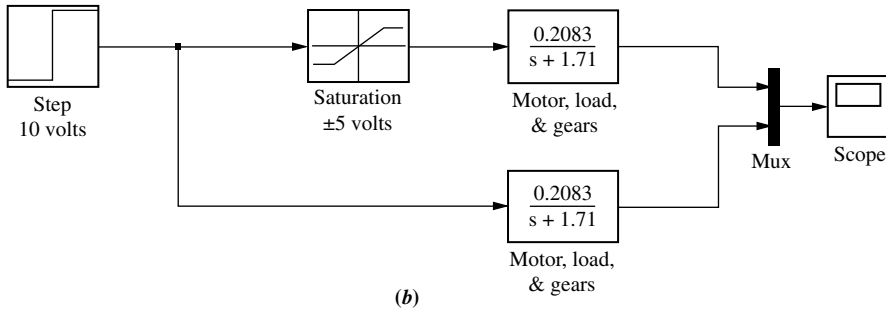 Step
10 volts
Saturation
±5 volts
0.2083
s + 1.71
Motor, load,
& gears
Mux
Scope
0.2083
s + 1.71
Motor, load,
& gears
(b)